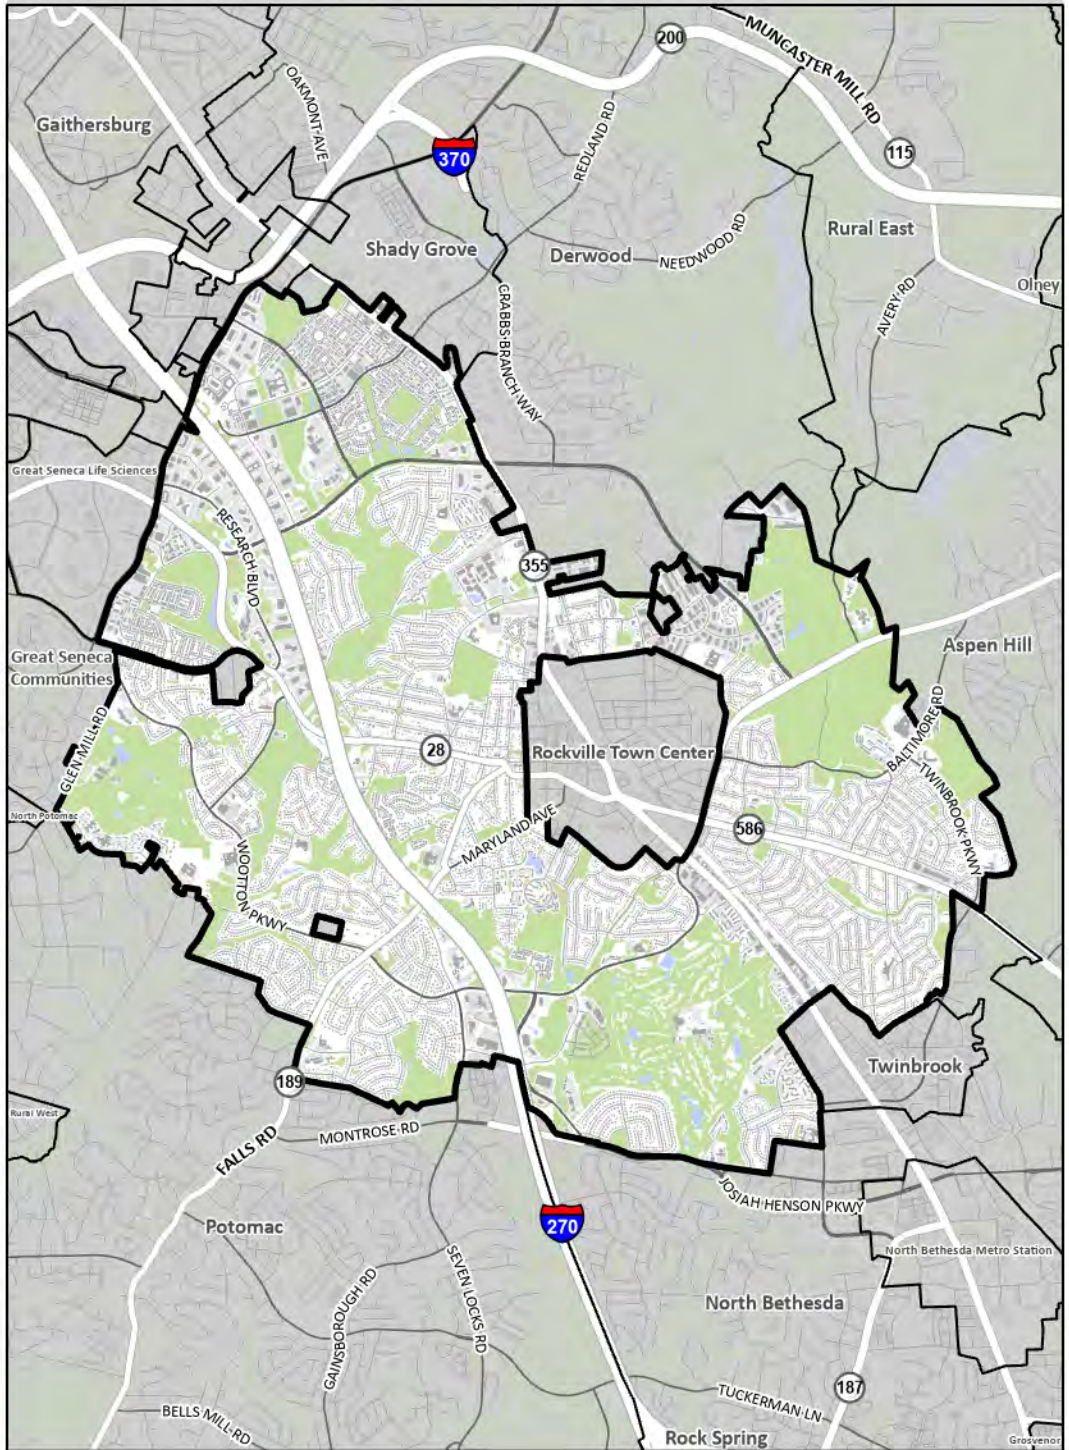 200
MUNCASTER MILL RD
OAKMONT AVE
Gaithersburg
REDLAND RD
370
115
Shady Grove
Derwood
NEEDWOOD RD
Rural East
Olney
AVERY RD
CRABBS BRANCH WAY
Great Seneca Life Sciences
RESEARCH BLVD
355
Great Seneca
Communities
Aspen Hill
GLEN MILL RD
28
Rockville Town Center
BALTIMORE RD
TWINBROOK PKWY
North Potomac
MARYLAND AVE
586
WOOTTON PKWY
Twinbrook
189
Rural West
MONTROSE RD
FALLS RD
JOSIAH HENSON PKWY
Potomac
270
North Bethesda Metro Station
SEVEN LOCKS RD
GAINSBOROUGH RD
North Bethesda
187
TUCKERMAN LN
BELLS MILL RD
Rock Spring
Grosvenor